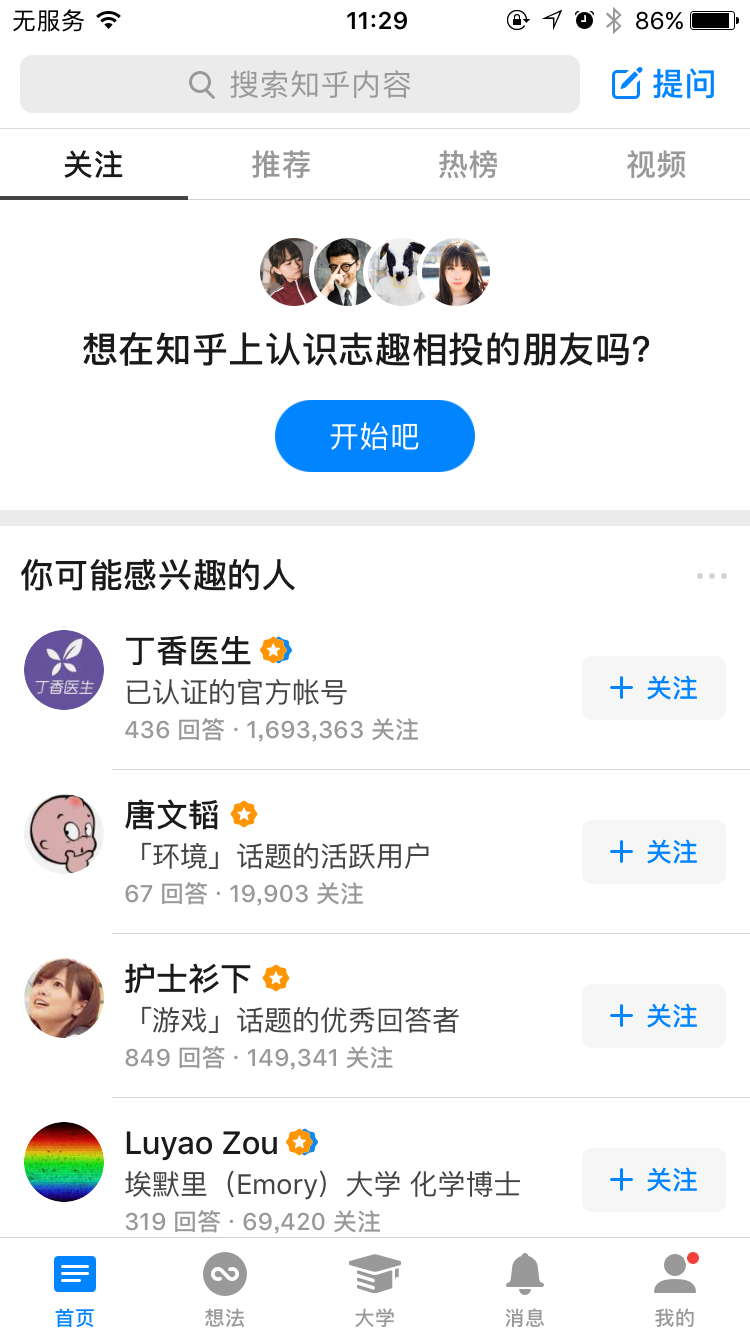 无服务 11:29 86%
搜索知乎内容 提问
关注 推荐 热榜 视频
想在知乎上认识志趣相投的朋友吗?
开始吧
你可能感兴趣的人
丁香医生
丁香医生
已认证的官方帐号
436 回答 · 1,693,363 关注
+ 关注
唐文韬
「环境」话题的活跃用户
67 回答 · 19,903 关注
+ 关注
护士衫下
「游戏」话题的优秀回答者
849 回答 · 149,341 关注
+ 关注
Luyao Zou
埃默里（Emory）大学 化学博士
319 回答 · 69,420 关注
+ 关注
首页 想法 大学 消息 我的